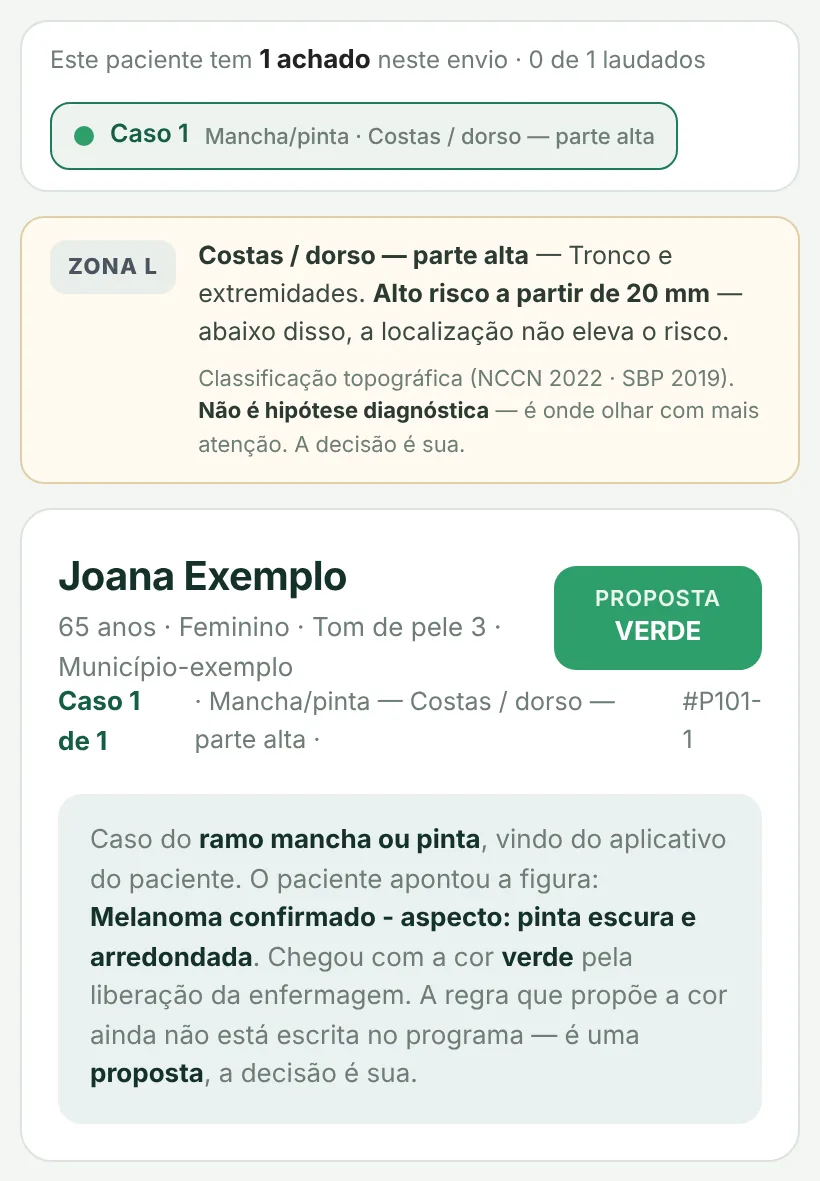 Este paciente tem 1 achado neste envio · 0 de 1 laudados
Caso 1 Mancha/pinta · Costas / dorso — parte alta
ZONA L
Costas / dorso — parte alta — Tronco e
extremidades. Alto risco a partir de 20 mm —
abaixo disso, a localização não eleva o risco.
Classificação topográfica (NCCN 2022 · SBP 2019).
Não é hipótese diagnóstica — é onde olhar com mais
atenção. A decisão é sua.
Joana Exemplo
65 anos · Feminino · Tom de pele 3 ·
Município-exemplo
PROPOSTA
VERDE
Caso 1 · Mancha/pinta — Costas / dorso — #P101-
de 1 parte alta · 1
Caso do ramo mancha ou pinta, vindo do aplicativo
do paciente. O paciente apontou a figura:
Melanoma confirmado - aspecto: pinta escura e
arredondada. Chegou com a cor verde pela
liberação da enfermagem. A regra que propõe a cor
ainda não está escrita no programa — é uma
proposta, a decisão é sua.